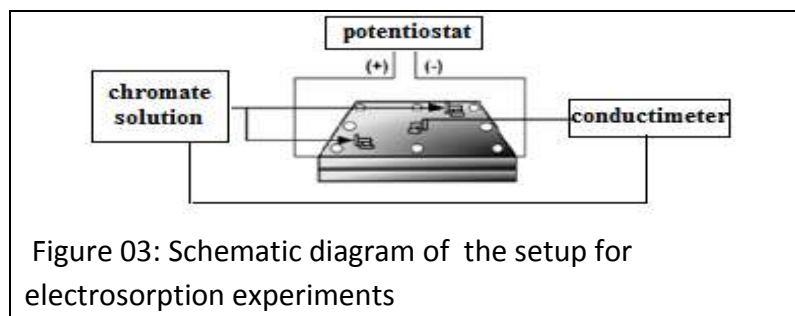 potentiostat
(+) (-)
chromate
solution
conductimeter
Figure 03: Schematic diagram of the setup for
electrosorption experiments